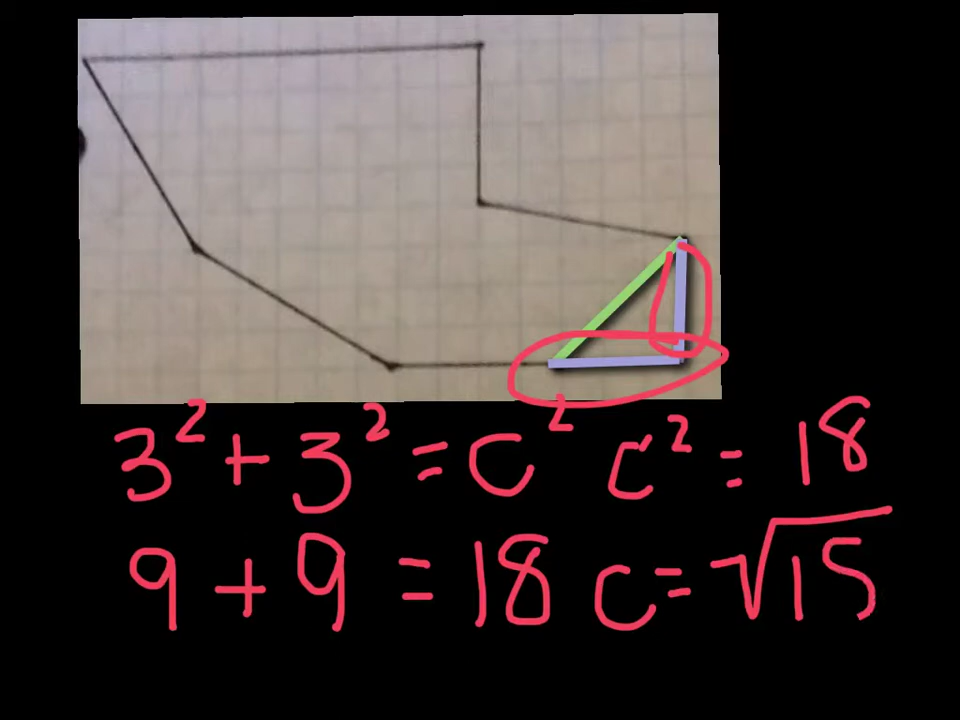 3² + 3² = c² c² = 18
9 + 9 = 18 c = √15